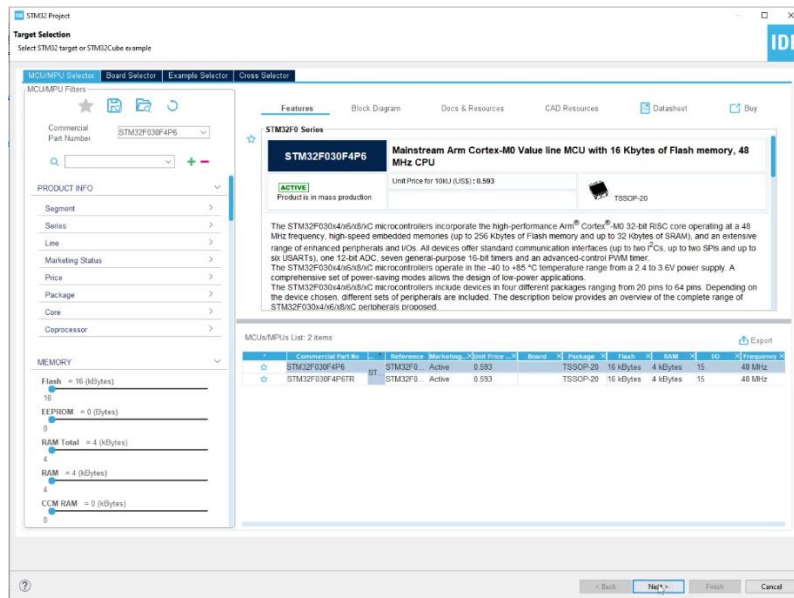 IDE STM32 Project
Target Selection
Select STM32 target or STM32Cube example
IDE
MCU/MPU Selector Board Selector Example Selector Cross Selector
MCU/MPU Filters
Commercial
Part Number
STM32F030F4P6
PRODUCT INFO
Segment
Series
Line
Marketing Status
Price
Package
Core
Coprocessor
MEMORY
Flash = 16 (kBytes)
16
EEPROM = 0 (Bytes)
0
RAM Total = 4 (kBytes)
4
RAM = 4 (kBytes)
4
CCM RAM = 0 (kBytes)
0
Features Block Diagram Docs & Resources CAD Resources Datasheet Buy
STM32F0 Series
STM32F030F4P6
Mainstream Arm Cortex-M0 Value line MCU with 16 Kbytes of Flash memory, 48
MHz CPU
ACTIVE
Product is in mass production
Unit Price for 10kU (US$) : 0.593
TSSOP-20
The STM32F030x4/x6/x8/xC microcontrollers incorporate the high-performance Arm® Cortex®-M0 32-bit RISC core operating at a 48
MHz frequency, high-speed embedded memories (up to 256 Kbytes of Flash memory and up to 32 Kbytes of SRAM), and an extensive
range of enhanced peripherals and I/Os. All devices offer standard communication interfaces (up to two I²Cs, up to two SPIs and up to
six USARTs), one 12-bit ADC, seven general-purpose 16-bit timers and an advanced-control PWM timer.
The STM32F030x4/x6/x8/xC microcontrollers operate in the -40 to +85 °C temperature range from a 2.4 to 3.6V power supply. A
comprehensive set of power-saving modes allows the design of low-power applications.
The STM32F030x4/x6/x8/xC microcontrollers include devices in four different packages ranging from 20 pins to 64 pins. Depending on
the device chosen, different sets of peripherals are included. The description below provides an overview of the complete range of
STM32F030x4/x6/x8/xC peripherals proposed.
MCUs/MPUs List: 2 items
Export
* Commercial Part No ... Reference Marketing... Unit Price ... Board Package Flash RAM I/O Frequency
STM32F030F4P6 ST... STM32F0... Active 0.593 TSSOP-20 16 kBytes 4 kBytes 15 48 MHz
STM32F030F4P6TR STM32F0... Active 0.593 TSSOP-20 16 kBytes 4 kBytes 15 48 MHz
? < Back Next > Finish Cancel